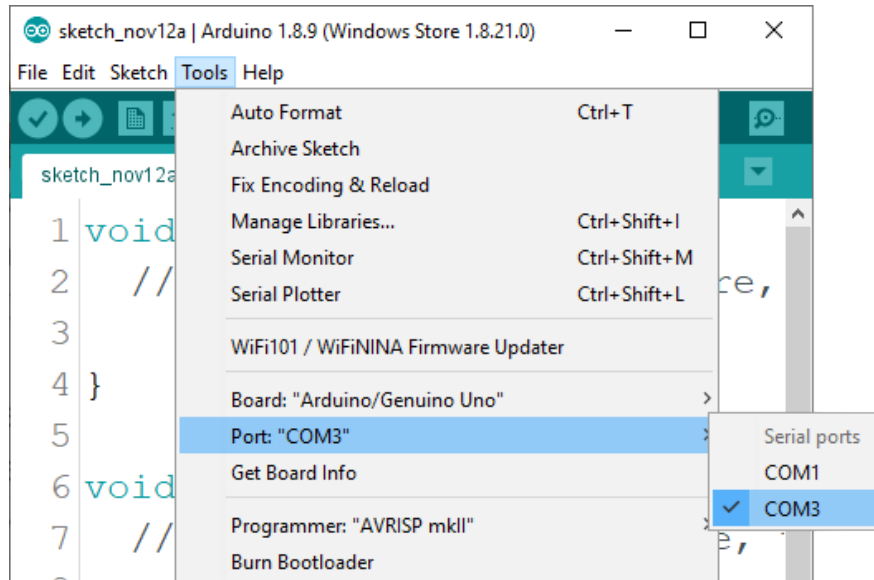 sketch_nov12a | Arduino 1.8.9 (Windows Store 1.8.21.0)
File Edit Sketch Tools Help
sketch_nov12a
Auto Format Ctrl+T
Archive Sketch
Fix Encoding & Reload
Manage Libraries... Ctrl+Shift+I
Serial Monitor Ctrl+Shift+M
Serial Plotter Ctrl+Shift+L
WiFi101 / WiFiNINA Firmware Updater
Board: "Arduino/Genuino Uno"
Port: "COM3"
Get Board Info
Programmer: "AVRISP mkII"
Burn Bootloader
Serial ports
COM1
COM3
1 void
2 // re,
3
4 }
5
6 void
7 // e,